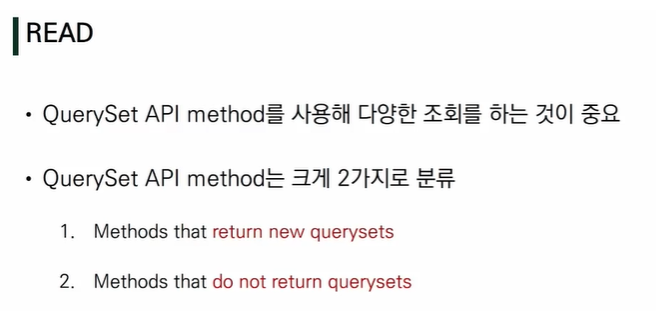 READ
• QuerySet API method를 사용해 다양한 조회를 하는 것이 중요
• QuerySet API method는 크게 2가지로 분류
1. Methods that return new querysets
2. Methods that do not return querysets